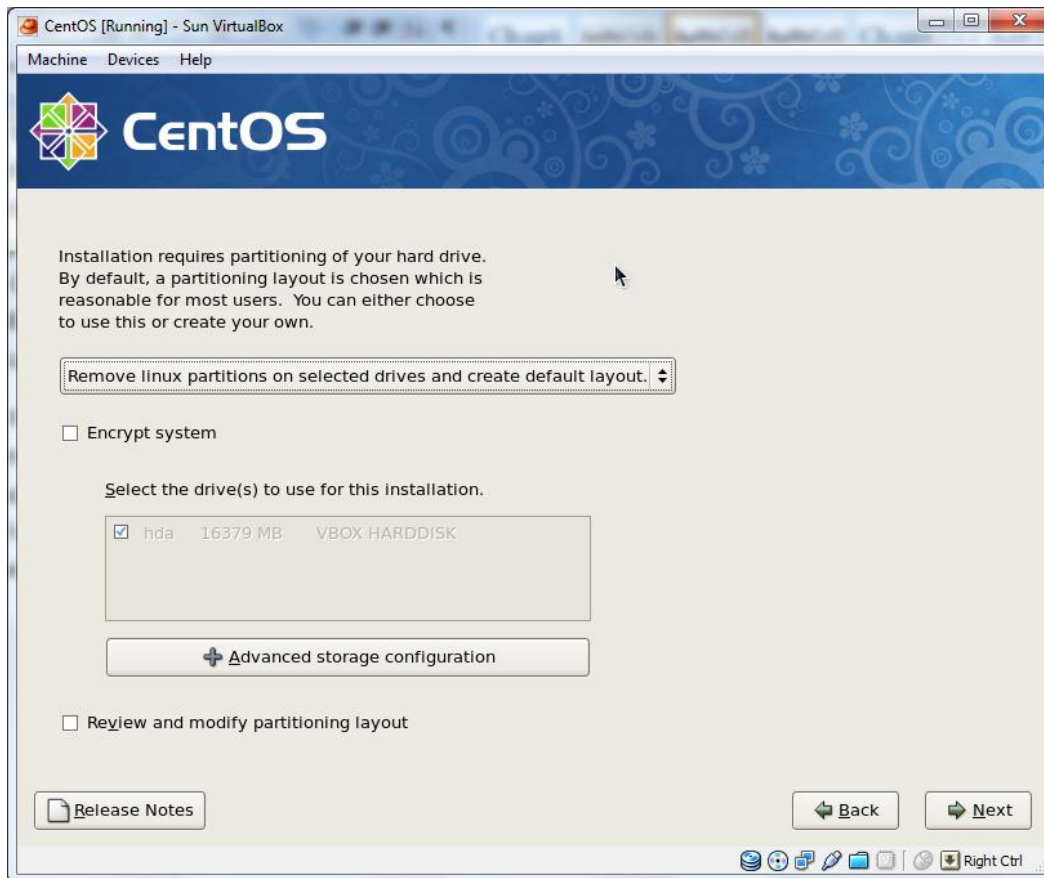 CentOS [Running] - Sun VirtualBox
Machine Devices Help
CentOS
Installation requires partitioning of your hard drive.
By default, a partitioning layout is chosen which is
reasonable for most users. You can either choose
to use this or create your own.
Remove linux partitions on selected drives and create default layout.
Encrypt system
Select the drive(s) to use for this installation.
hda 16379 MB VBOX HARDDISK
Advanced storage configuration
Review and modify partitioning layout
Release Notes
Back
Next
Right Ctrl